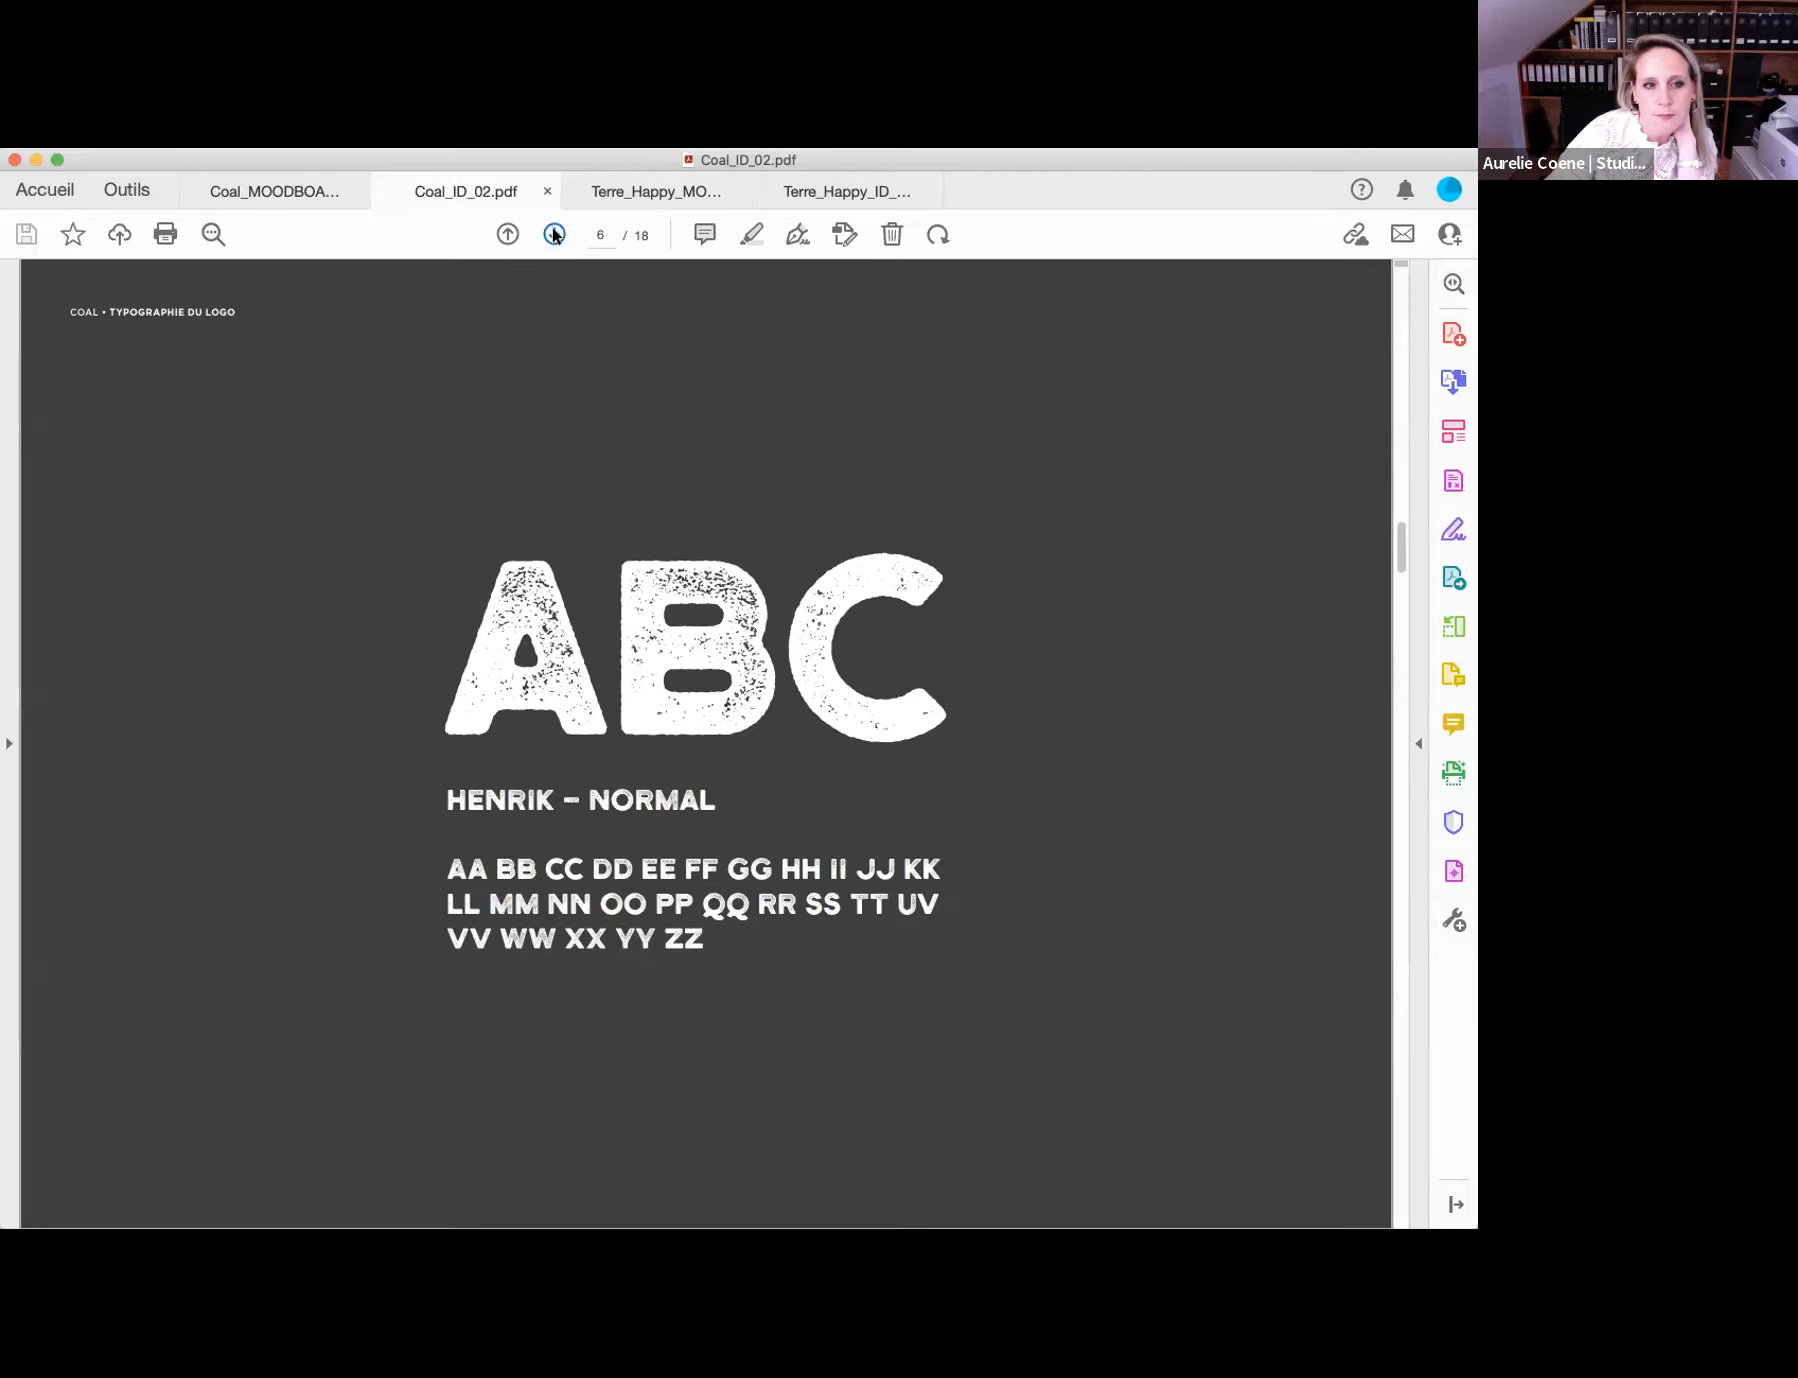 Aurelie Coene | Studi...
Coal_ID_02.pdf
Accueil Outils Coal_MOODBOA... Coal_ID_02.pdf × Terre_Happy_MO... Terre_Happy_ID_...
6 / 18
COAL • TYPOGRAPHIE DU LOGO
ABC
HENRIK – NORMAL
AA BB CC DD EE FF GG HH II JJ KK
LL MM NN OO PP QQ RR SS TT UV
VV WW XX YY ZZ